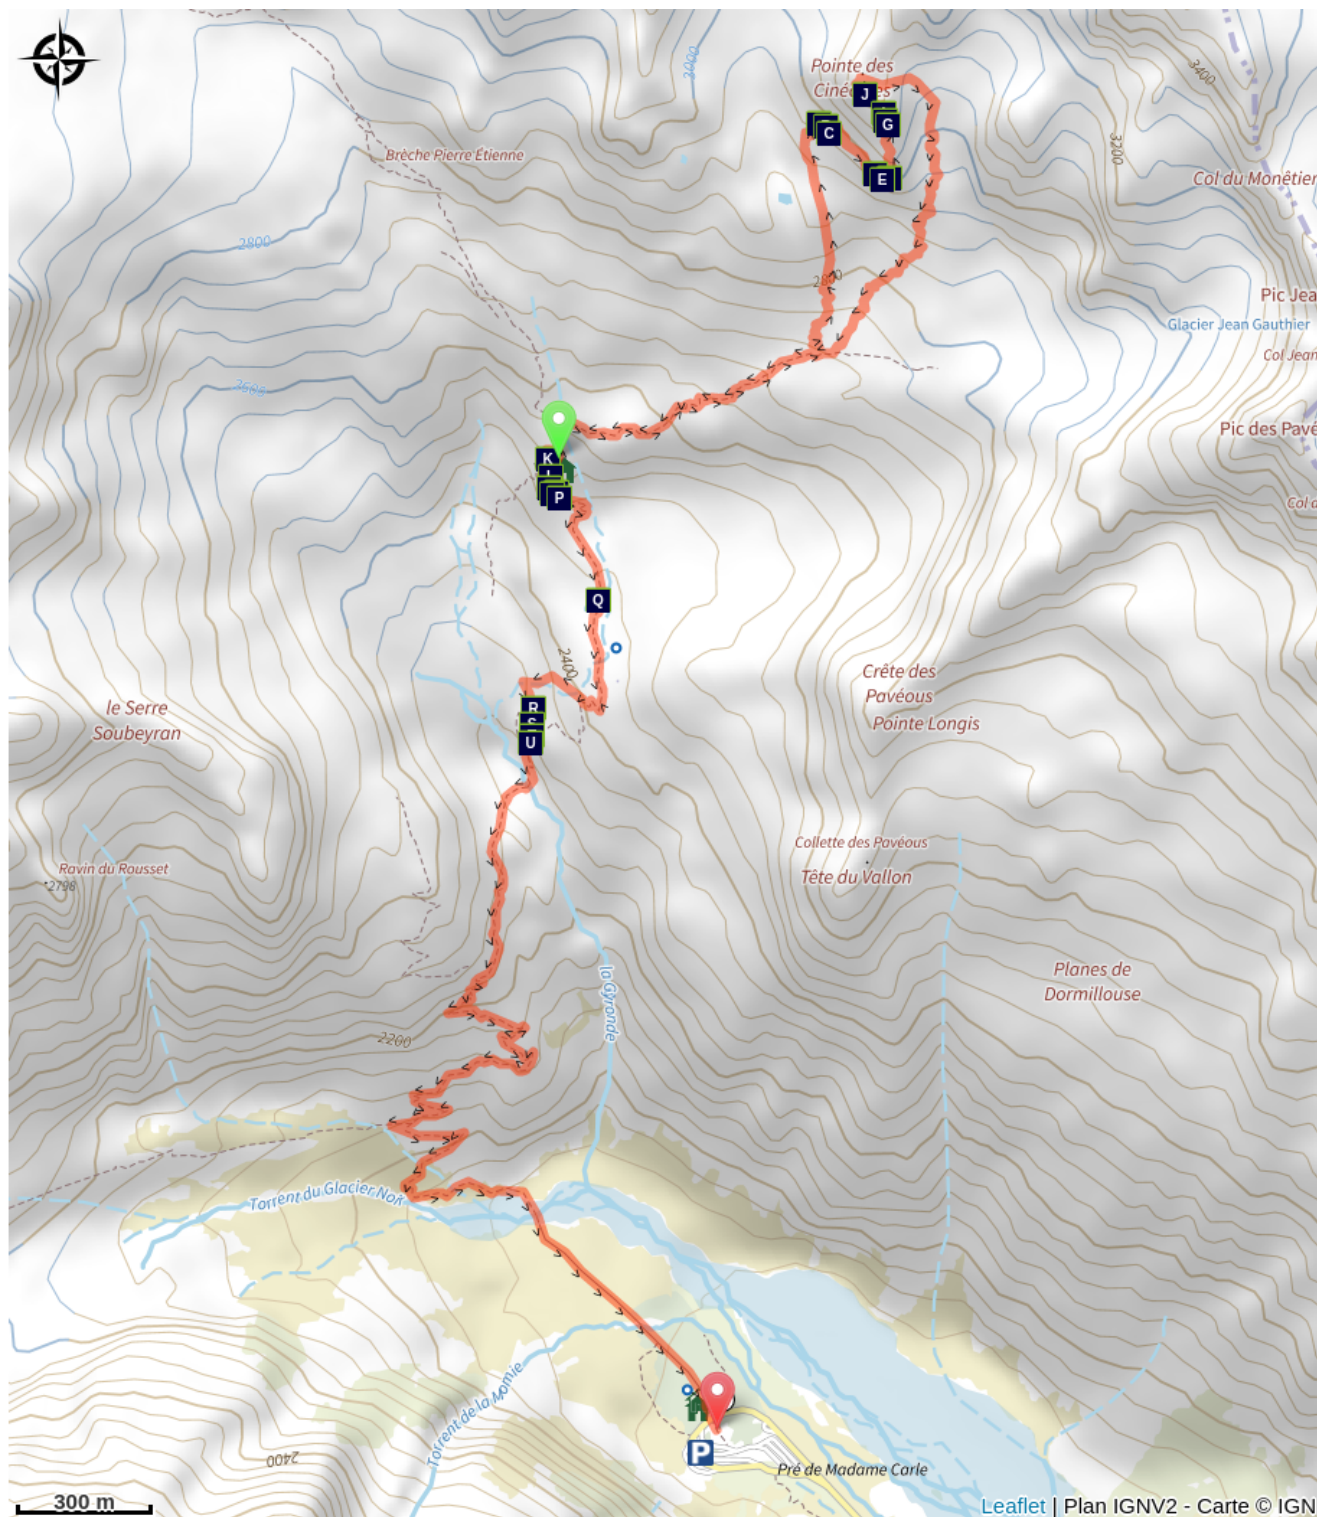 3000
Pointe des
3400
J
G
C
3200
Brèche Pierre Étienne
E
Col du Monêtier
2800
Pic Jea
Glacier Jean Gauthier
Col Jean
2600
Pic des Pavé
K
L
P
Col d
Q
2400
Crête des
Pavéous
Pointe Longis
le Serre
Soubeyran
R
S
U
Collette des Pavéous
Tête du Vallon
Ravin du Rousset
2798
la Gyronde
Planes de
Dormillouse
2200
Torrent du Glacier Noir
Torrent de la Momie
2400
P
Pré de Madame Carle
300 m
Leaflet | Plan IGNV2 - Carte © IGN